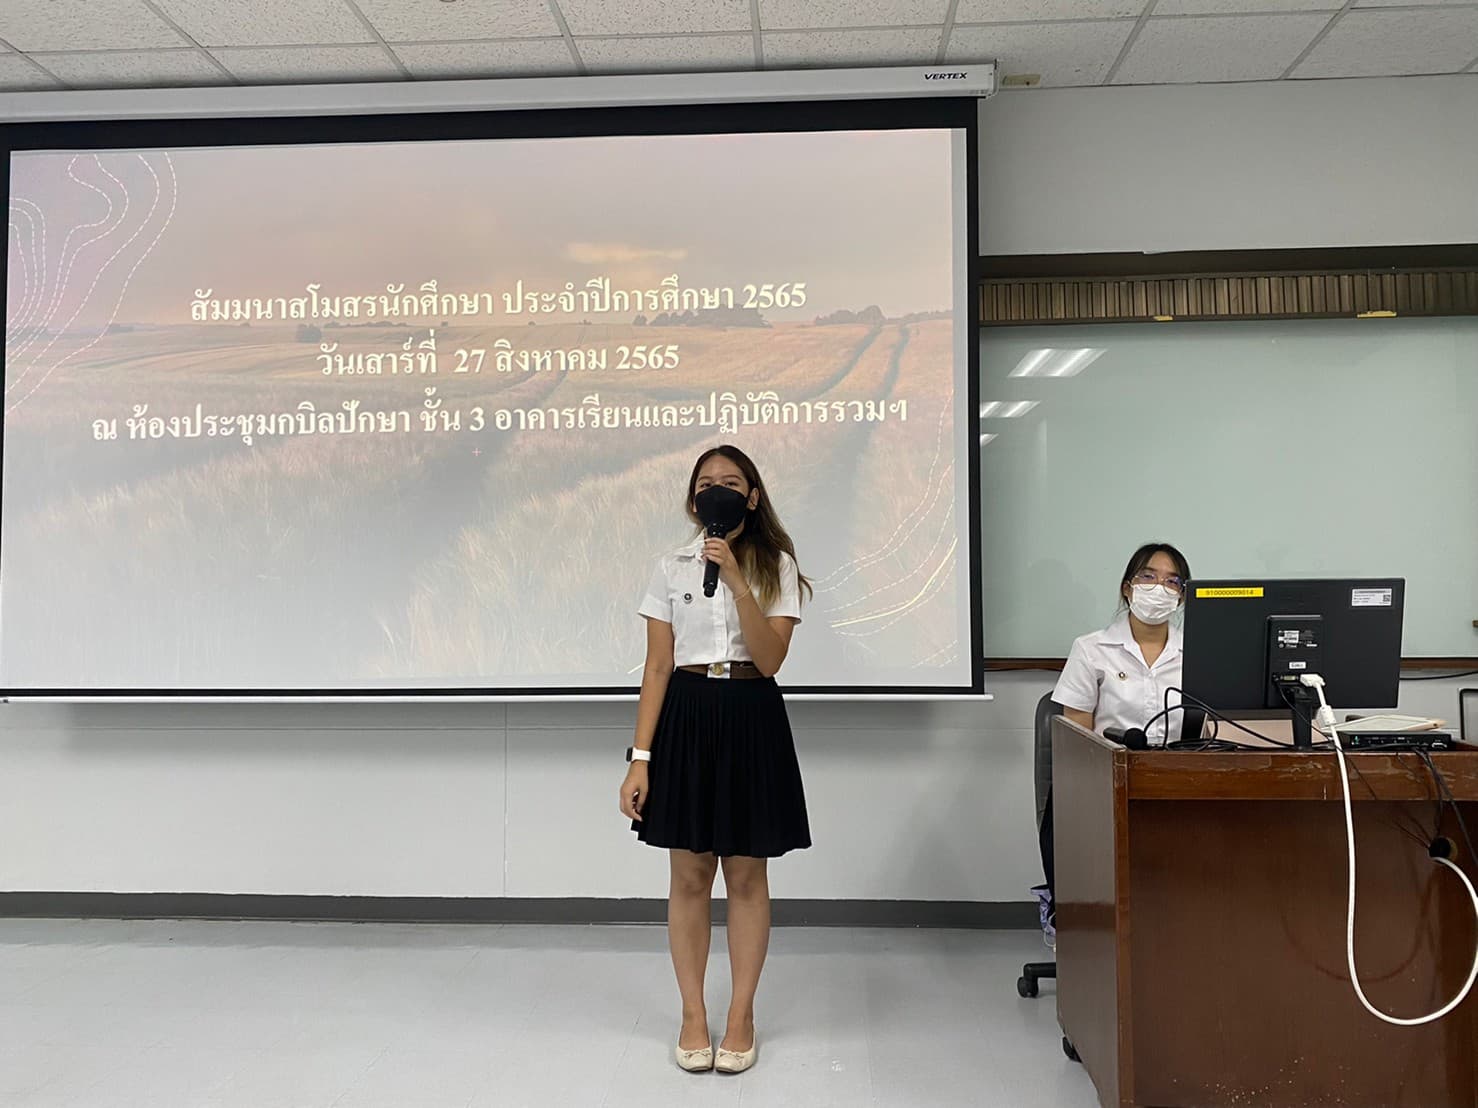 VERTEX
สัมมนาสโมสรนักศึกษา ประจำปีการศึกษา 2565
วันเสาร์ที่ 27 สิงหาคม 2565
ณ ห้องประชุมกบิลปักษา ชั้น 3 อาคารเรียนและปฏิบัติการรวมฯ
910000009014